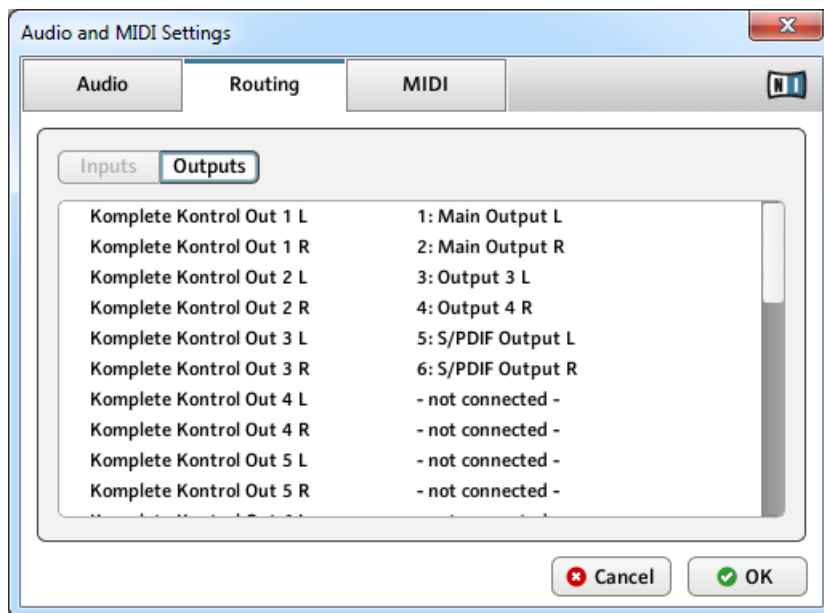 Audio and MIDI Settings
Audio Routing MIDI
NI
Inputs Outputs
Komplete Kontrol Out 1 L 1: Main Output L
Komplete Kontrol Out 1 R 2: Main Output R
Komplete Kontrol Out 2 L 3: Output 3 L
Komplete Kontrol Out 2 R 4: Output 4 R
Komplete Kontrol Out 3 L 5: S/PDIF Output L
Komplete Kontrol Out 3 R 6: S/PDIF Output R
Komplete Kontrol Out 4 L - not connected -
Komplete Kontrol Out 4 R - not connected -
Komplete Kontrol Out 5 L - not connected -
Komplete Kontrol Out 5 R - not connected -
Cancel OK